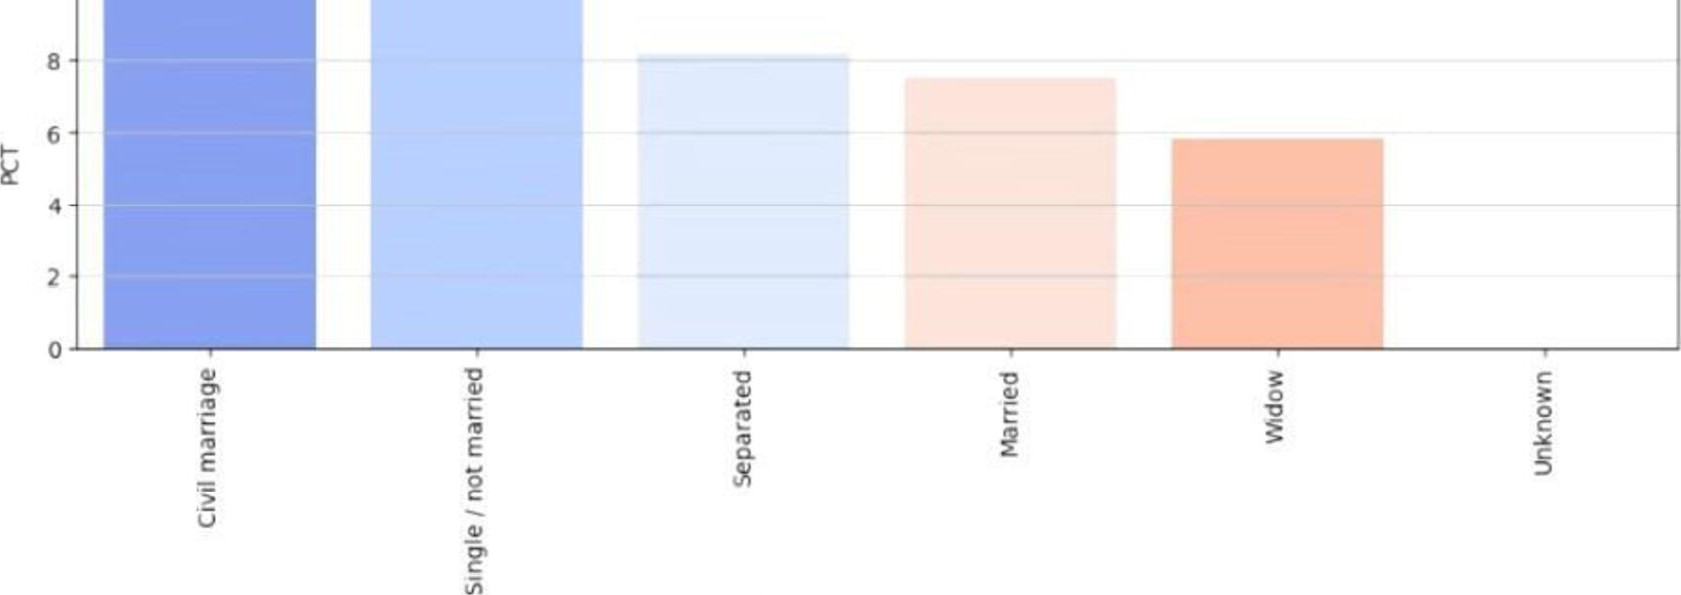 8
6
4
2
0
PCT
Civil marriage
Single / not married
Separated
Married
Widow
Unknown